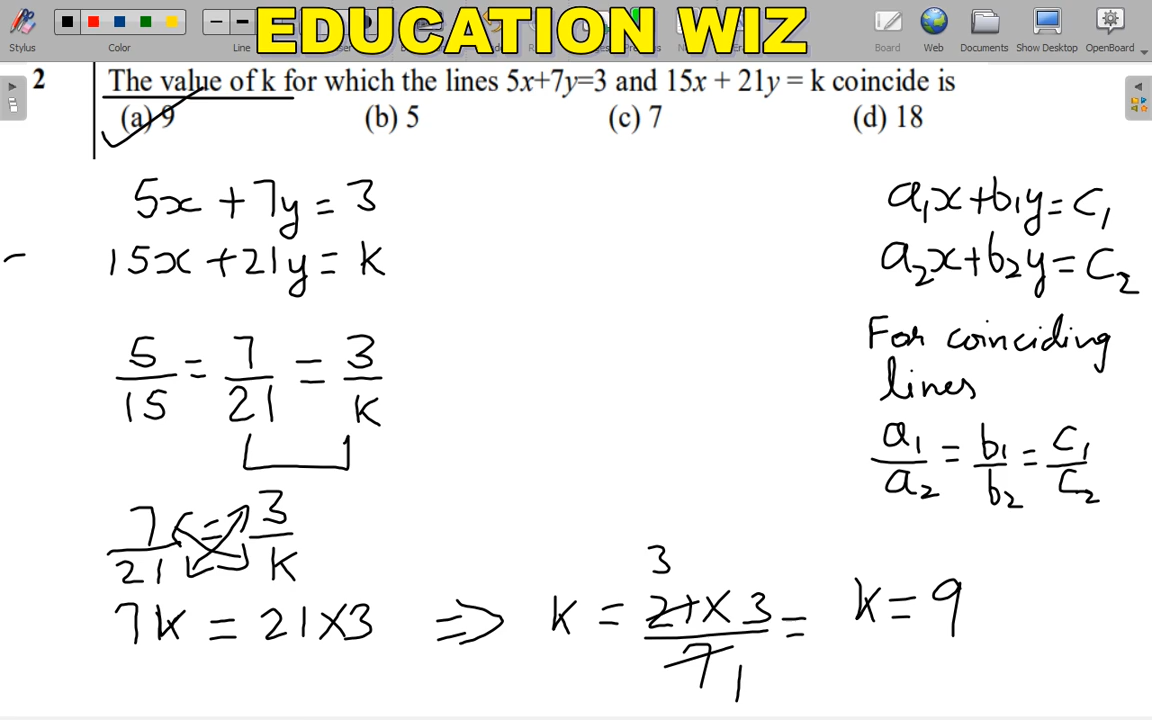 EDUCATION WIZ
Stylus Color Line Board Web Documents Show Desktop OpenBoard
2 The value of k for which the lines 5x+7y=3 and 15x + 21y = k coincide is
(a) 9 (b) 5 (c) 7 (d) 18
5x + 7y = 3
15x + 21y = k
5/15 = 7/21 = 3/k
7/21 = 3/k
7k = 21 × 3 ⇒ k = 21 × 3 / 7 = k = 9
3
1
a₁x + b₁y = c₁
a₂x + b₂y = c₂
For coinciding
lines
a₁/a₂ = b₁/b₂ = c₁/c₂